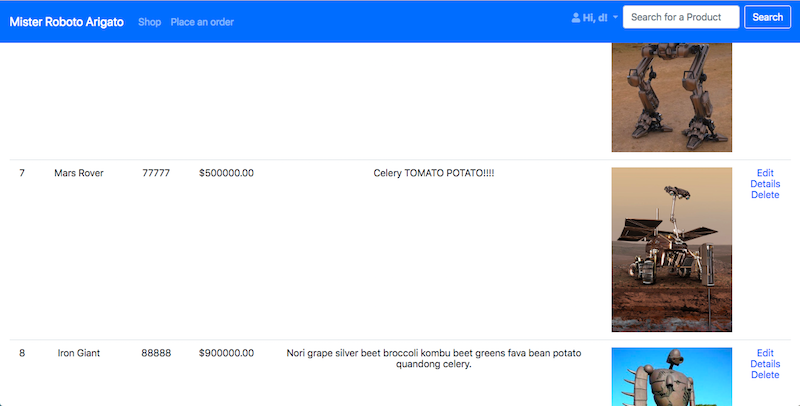 Mister Roboto Arigato Shop Place an order Hi, d! Search for a Product Search
7 Mars Rover 77777 $500000.00 Celery TOMATO POTATO!!!! Edit
Details
Delete
8 Iron Giant 88888 $900000.00 Nori grape silver beet broccoli kombu beet greens fava bean potato Edit
quandong celery. Details
Delete